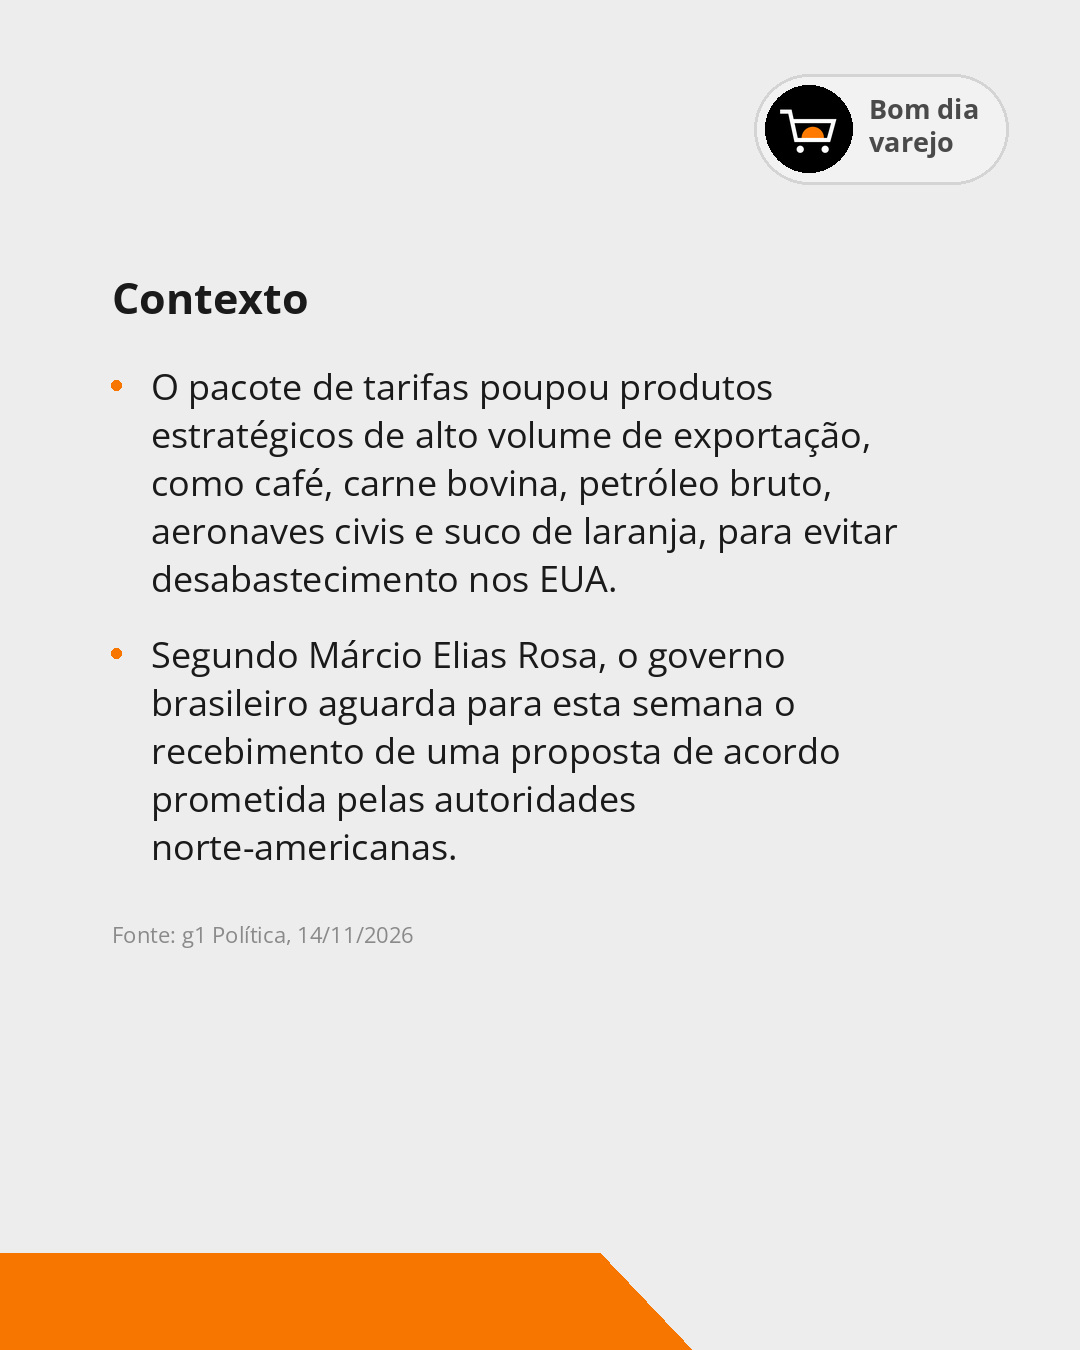 Bom dia
varejo
Contexto
• O pacote de tarifas poupou produtos
estratégicos de alto volume de exportação,
como café, carne bovina, petróleo bruto,
aeronaves civis e suco de laranja, para evitar
desabastecimento nos EUA.
• Segundo Márcio Elias Rosa, o governo
brasileiro aguarda para esta semana o
recebimento de uma proposta de acordo
prometida pelas autoridades
norte-americanas.
Fonte: g1 Política, 14/11/2026